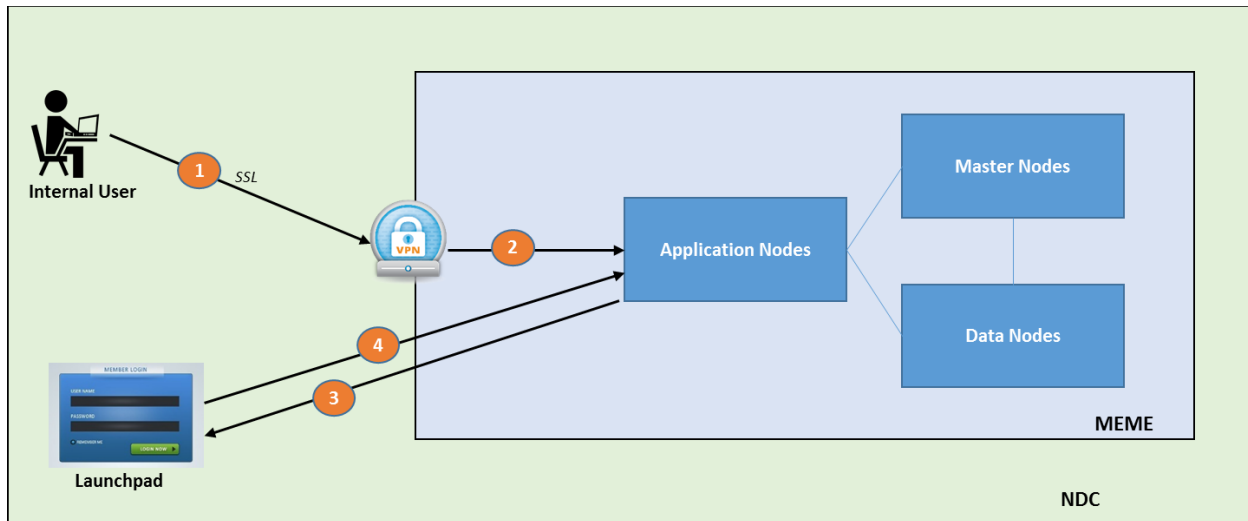 1
SSL
Internal User
VPN
2
Application Nodes
Master Nodes
Data Nodes
4
3
MEMBER LOGIN
USER NAME
PASSWORD
REMEMBER ME
LOGIN NOW
Launchpad
MEME
NDC